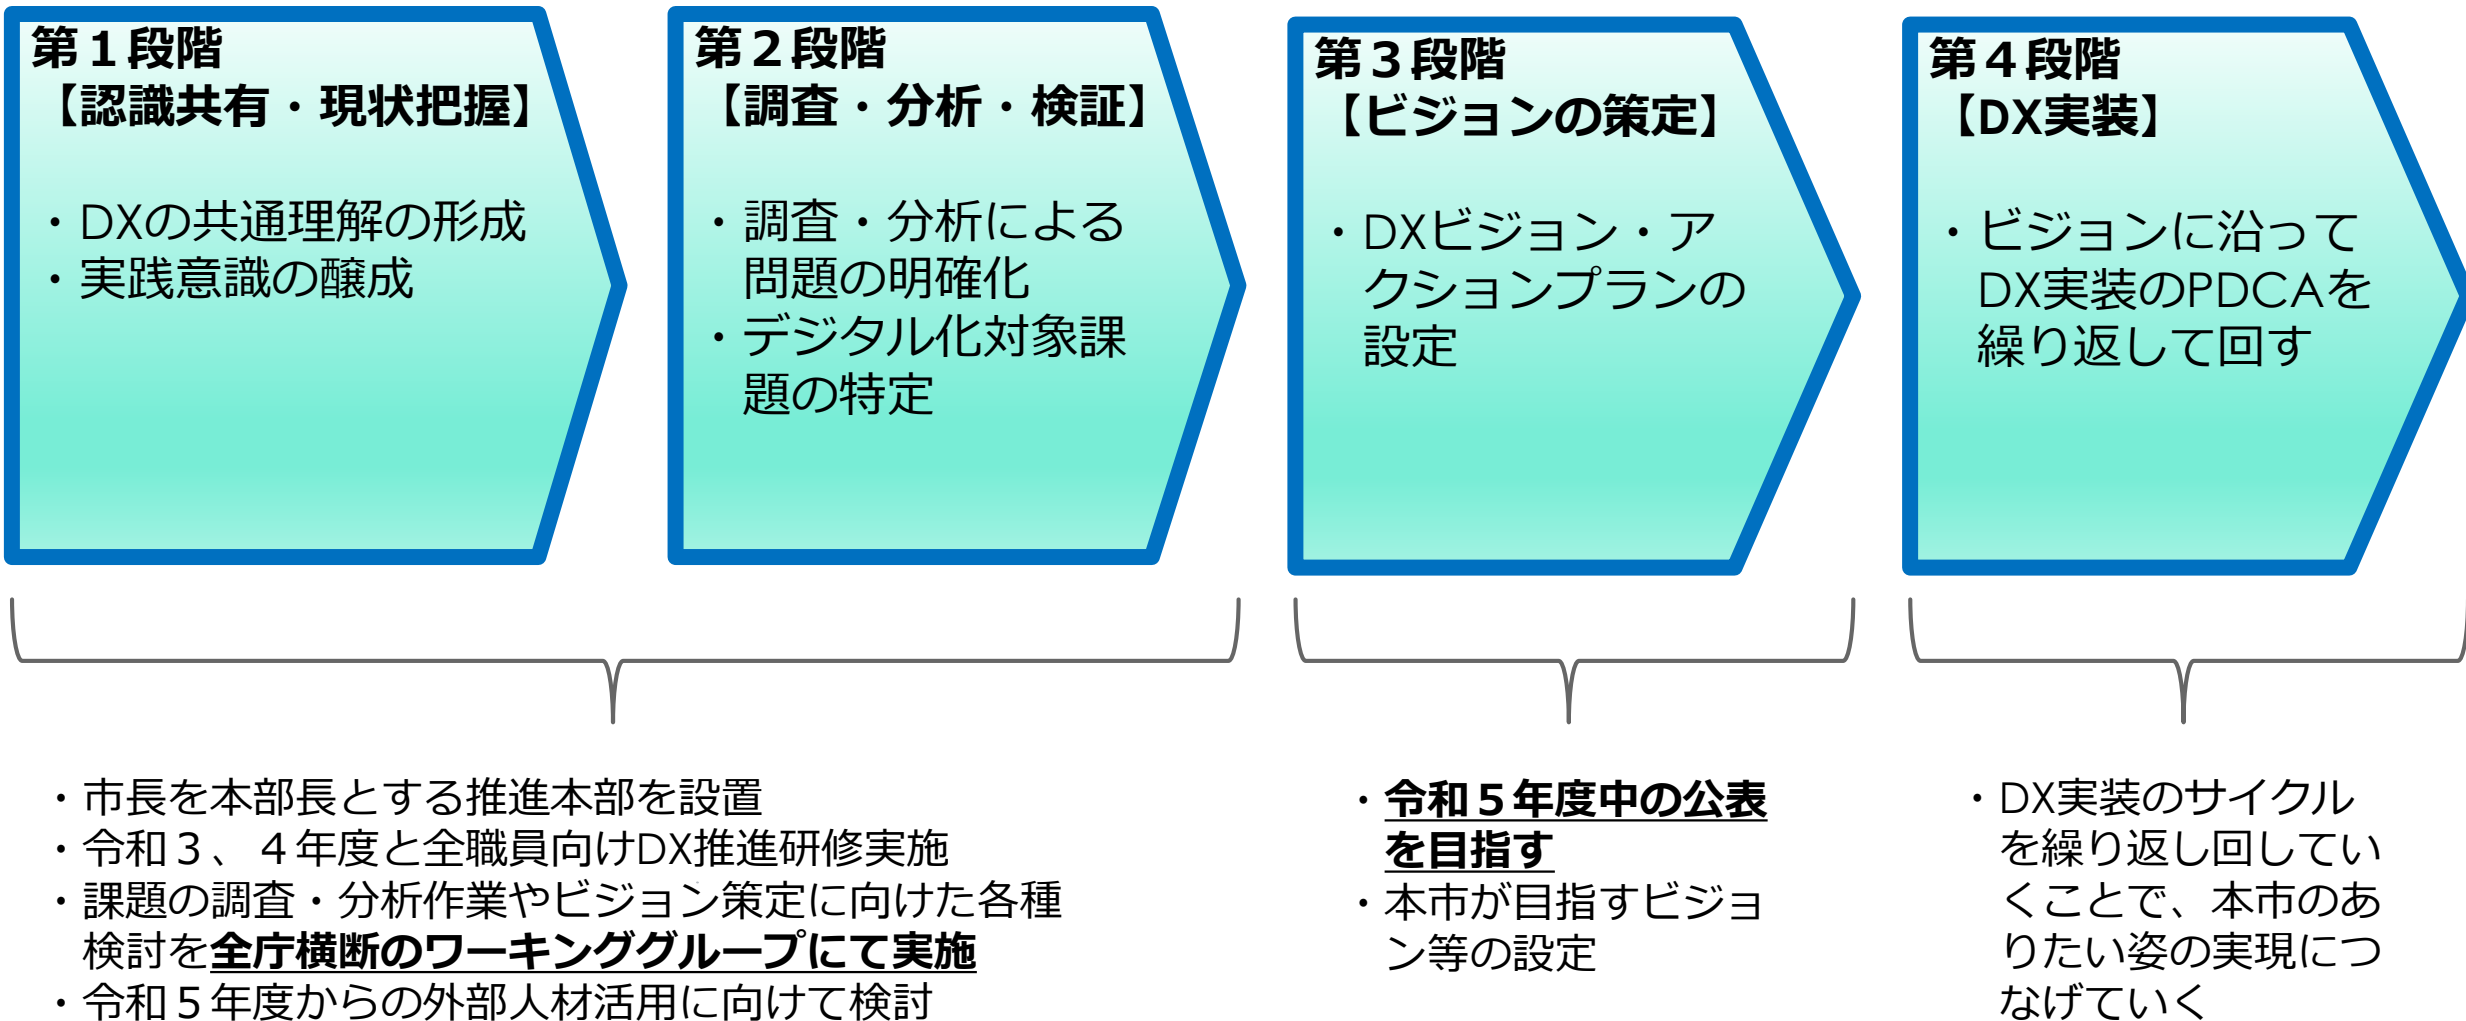 第１段階
【認識共有・現状把握】
・DXの共通理解の形成
・実践意識の醸成
第２段階
【調査・分析・検証】
・調査・分析による
問題の明確化
・デジタル化対象課
題の特定
第３段階
【ビジョンの策定】
・DXビジョン・ア
クションプランの
設定
第４段階
【DX実装】
・ビジョンに沿って
DX実装のPDCAを
繰り返して回す
・市長を本部長とする推進本部を設置
・令和３、４年度と全職員向けDX推進研修実施
・課題の調査・分析作業やビジョン策定に向けた各種
検討を全庁横断のワーキンググループにて実施
・令和５年度からの外部人材活用に向けて検討
・令和５年度中の公表
を目指す
・本市が目指すビジョ
ン等の設定
・DX実装のサイクル
を繰り返し回してい
くことで、本市のあ
りたい姿の実現につ
なげていく